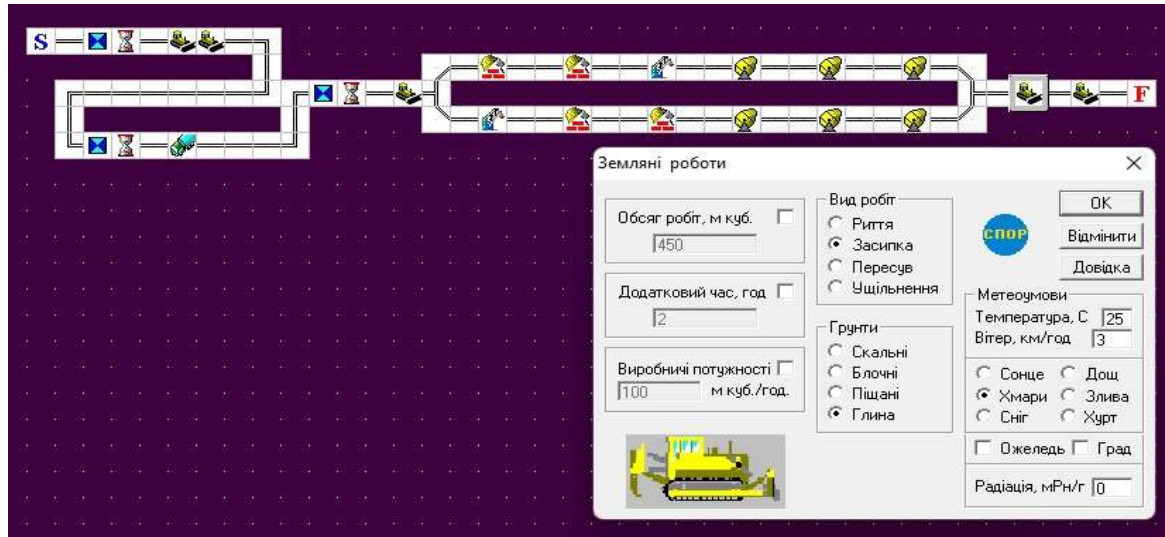 S
F
Земляні роботи
Обсяг робіт, м куб.
450
Додатковий час, год
2
Виробничі потужності
100 м куб./год.
Вид робіт
Риття
Засипка
Пересув
Ущільнення
Грунти
Скальні
Блочні
Піщані
Глина
СПОР
OK
Відмінити
Довідка
Метеоумови
Температура, С 25
Вітер, км/год 3
Сонце Дощ
Хмари Злива
Сніг Хурт
Ожеледь Град
Радіація, мРн/г 0